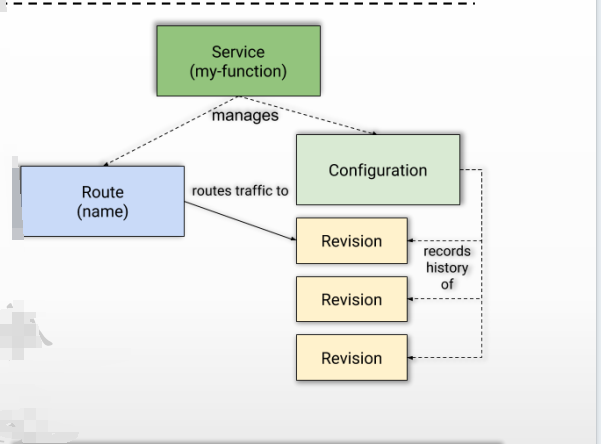 Service
(my-function)
manages
Configuration
Route
(name)
routes traffic to
Revision
records
history
of
Revision
Revision